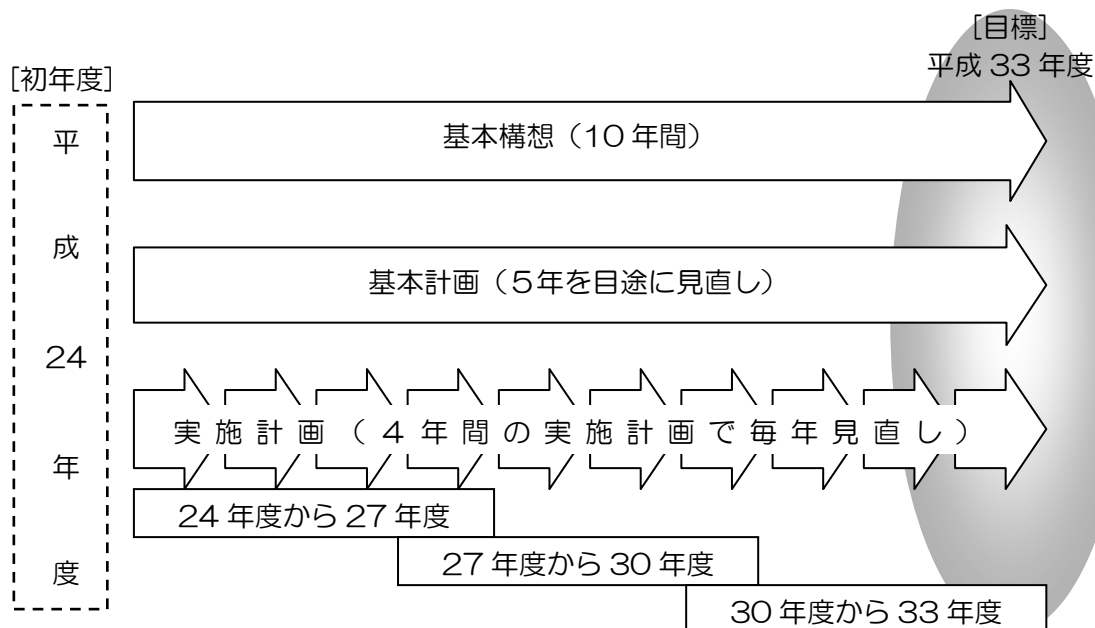 [目標]
平成 33 年度
[初年度]
平成24年度
基本構想（10 年間）
基本計画（5年を目途に見直し）
実施計画（4年間の実施計画で毎年見直し）
24 年度から 27 年度
27 年度から 30 年度
30 年度から 33 年度